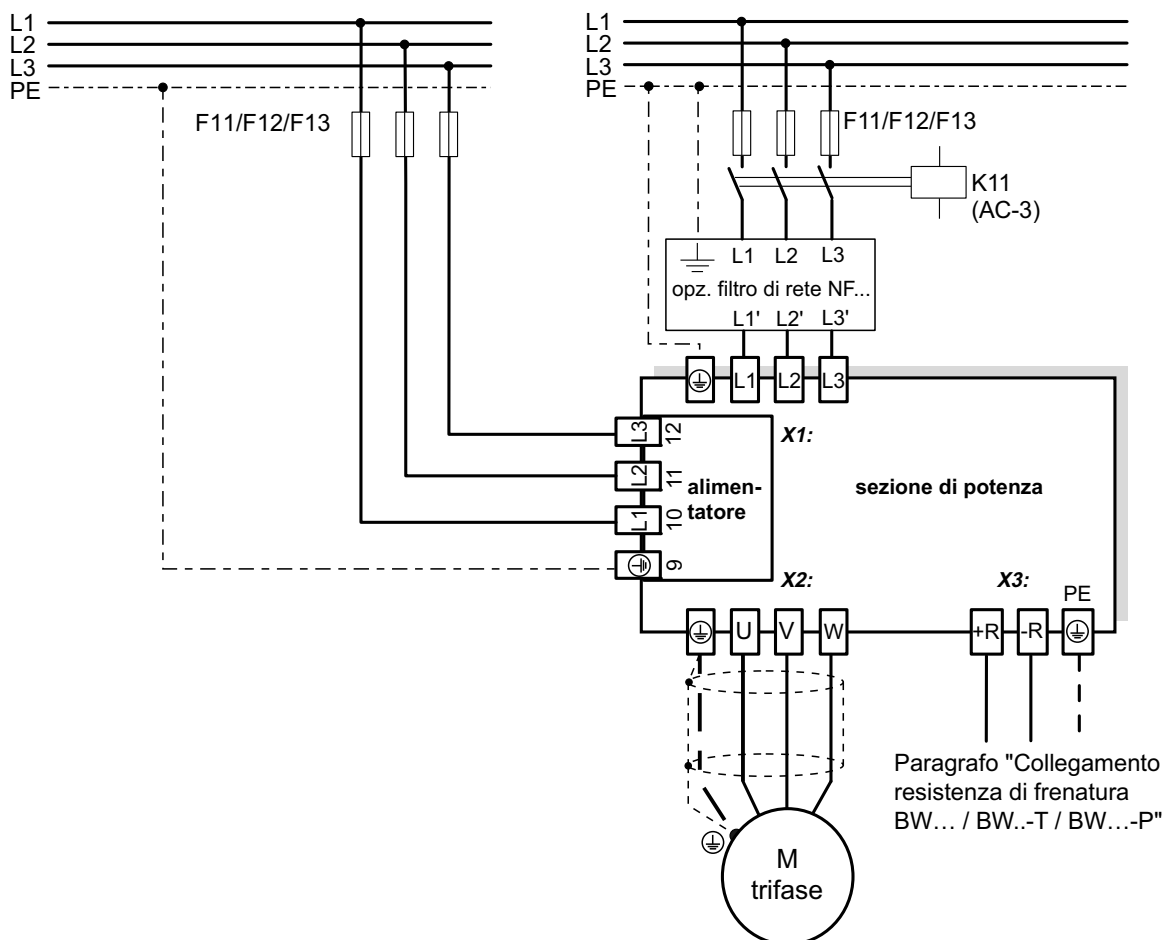 L1
L2
L3
PE
F11/F12/F13
L1
L2
L3
PE
F11/F12/F13
K11
(AC-3)
L1 L2 L3
opz. filtro di rete NF...
L1' L2' L3'
L1 L2 L3
L3 12
L2 11
L1 10
9
alimen-
tatore
X1:
sezione di potenza
X2:
X3:
PE
U V W
+R -R
Paragrafo "Collegamento
resistenza di frenatura
BW... / BW..-T / BW...-P"
M
trifase